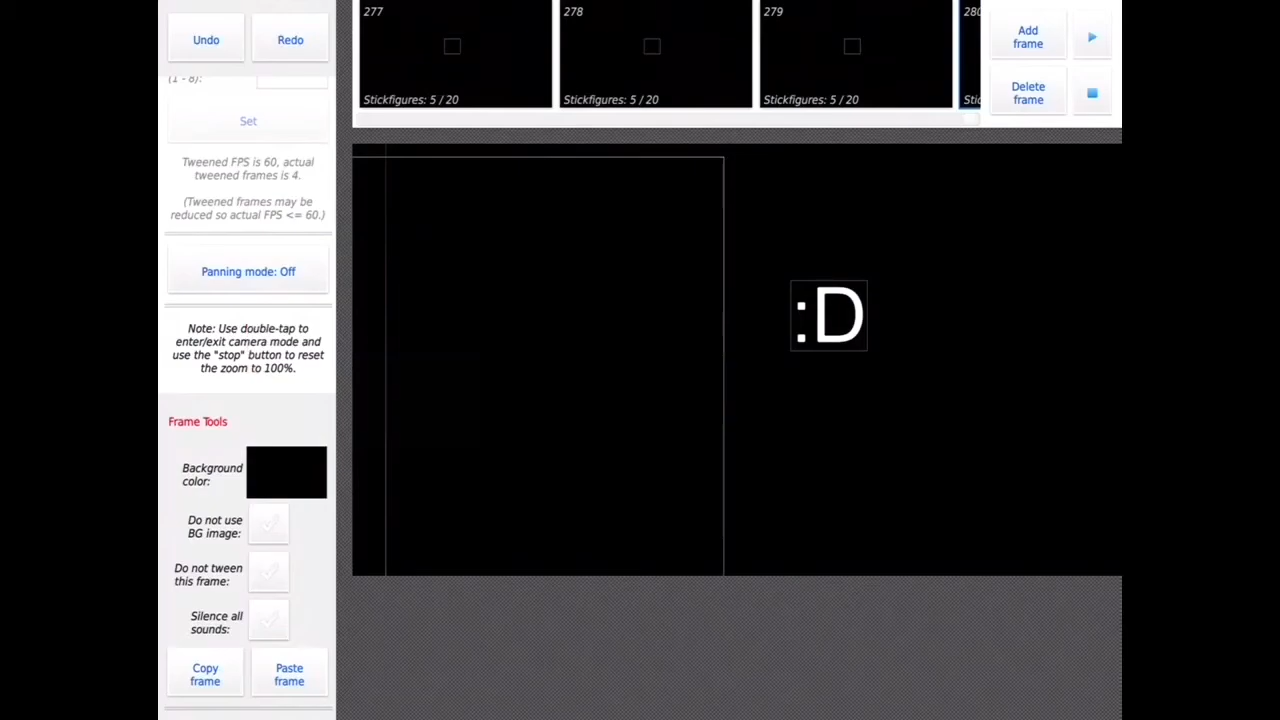 Undo
Redo
(1 - 8):
Set
Tweened FPS is 60, actual
tweened frames is 4.
(Tweened frames may be
reduced so actual FPS <= 60.)
Panning mode: Off
Note: Use double-tap to
enter/exit camera mode and
use the "stop" button to reset
the zoom to 100%.
Frame Tools
Background
color:
Do not use
BG image:
Do not tween
this frame:
Silence all
sounds:
Copy
frame
Paste
frame
277
Stickfigures: 5 / 20
278
Stickfigures: 5 / 20
279
Stickfigures: 5 / 20
280
Add
frame
Delete
frame
:D